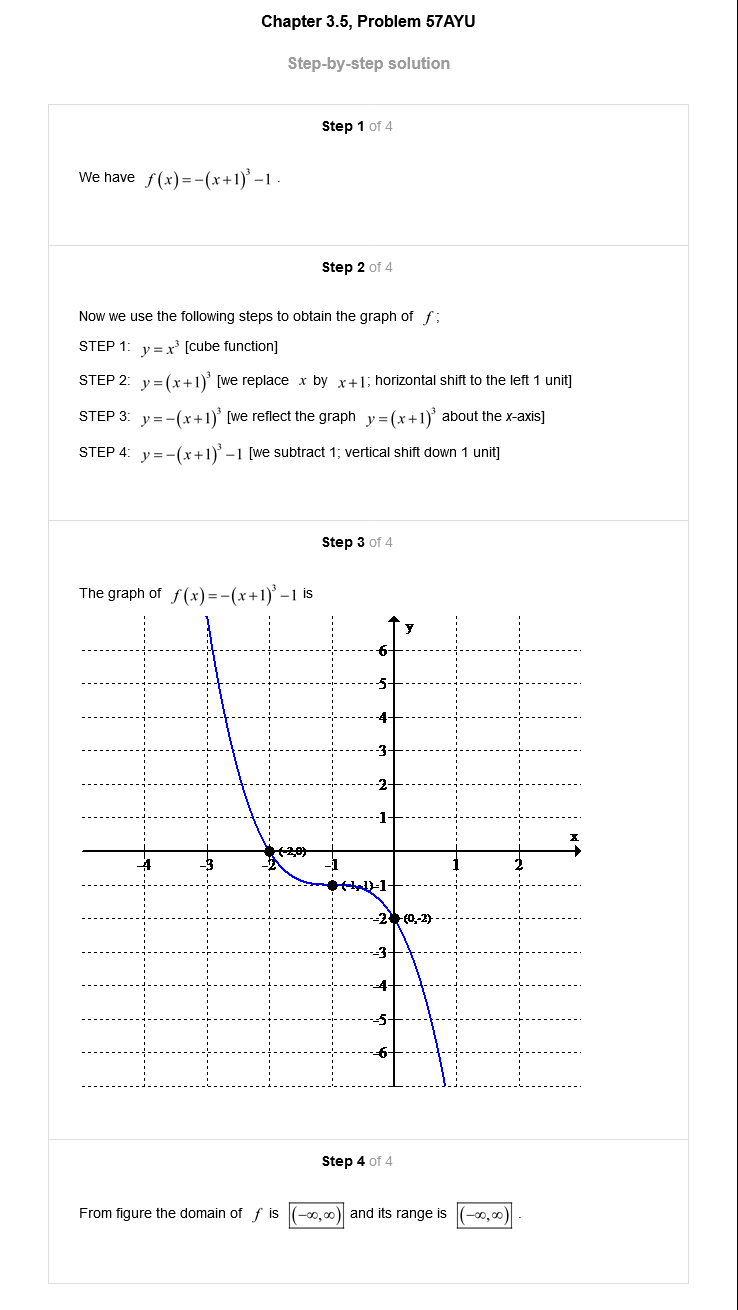 Chapter 3.5, Problem 57AYU
Step-by-step solution
Step 1 of 4
We have f(x)=−(x+1)³−1 .
Step 2 of 4
Now we use the following steps to obtain the graph of f ;
STEP 1: y=x³ [cube function]
STEP 2: y=(x+1)³ [we replace x by x+1; horizontal shift to the left 1 unit]
STEP 3: y=−(x+1)³ [we reflect the graph y=(x+1)³ about the x-axis]
STEP 4: y=−(x+1)³−1 [we subtract 1; vertical shift down 1 unit]
Step 3 of 4
The graph of f(x)=−(x+1)³−1 is
y
6
5
4
3
2
1
x
(-2,0)
-4 -3 -2 -1 1 2
(-1,-1) -1
-2 (0,-2)
-3
-4
-5
-6
Step 4 of 4
From figure the domain of f is (−∞,∞) and its range is (−∞,∞) .